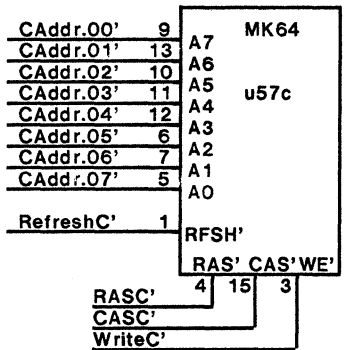 CAddr.00' 9 MK64
CAddr.01' 13 A7
CAddr.02' 10 A6
CAddr.03' 11 A5 u57c
CAddr.04' 12 A4
CAddr.05' 6 A3
CAddr.06' 7 A2
CAddr.07' 5 A1
A0
RefreshC' 1 RFSH'
RAS' CAS' WE'
RASC' 4 15 3
CASC'
WriteC'